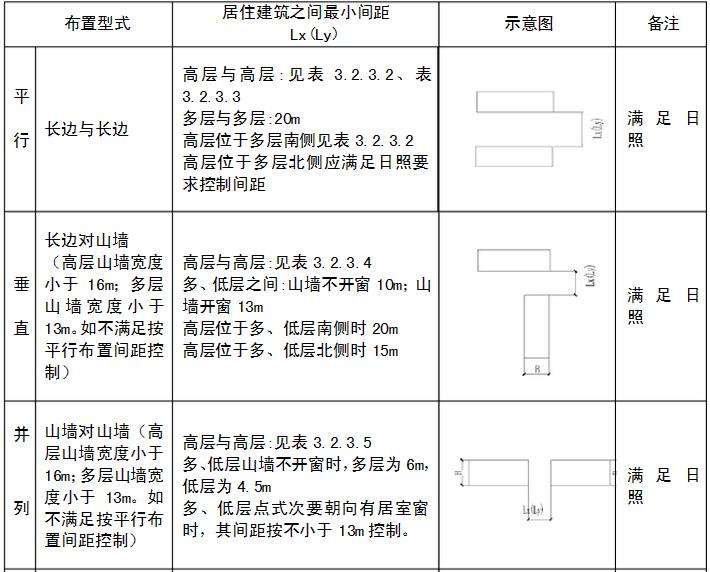 布置型式
居住建筑之间最小间距
Lx(Ly)
示意图
备注
平
行
长边与长边
高层与高层:见表 3.2.3.2、表
3.2.3.3
多层与多层:20m
高层位于多层南侧见表 3.2.3.2
高层位于多层北侧应满足日照要
求控制间距
Lx(Ly)
满足日
照
垂
直
长边对山墙
(高层山墙宽度
小于 16m; 多层
山墙宽度小于
13m。如不满足按
平行布置间距控
制)
高层与高层:见表 3.2.3.4
多、低层之间:山墙不开窗 10m; 山
墙开窗 13m
高层位于多、低层南侧时 20m
高层位于多、低层北侧时 15m
Lx(Ly)
B
满足日
照
并
列
山墙对山墙(高
层山墙宽度小于
16m;多层山墙宽
度小于 13m。如
不满足按平行布
置间距控制)
高层与高层:见表 3.2.3.5
多、低层山墙不开窗时,多层为 6m,
低层为 4.5m
多、低层点式次要朝向有居室窗
时, 其间距按不小于 13m 控制。
B
B
Lx(Ly)
满足日
照